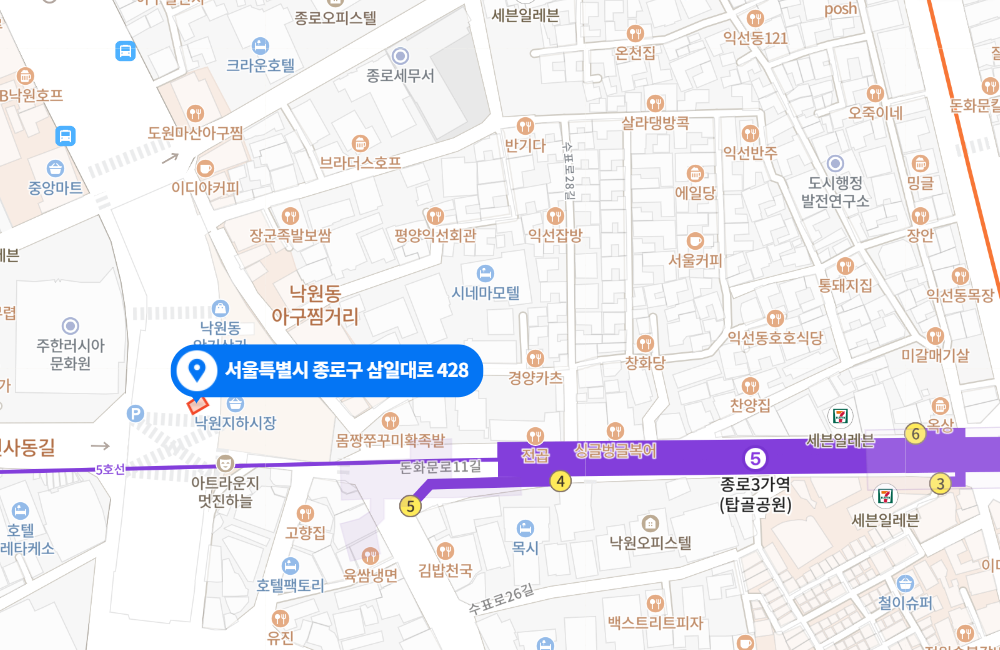 종로오피스텔
세븐일레븐
posh
익선동121
온천집
크라운호텔
종로세무서
B낙원호프
도원마산아구찜
오죽이네
살라댕방콕
반기다
브라더스호프
익선반주
수표로28길
중앙마트
이디야커피
에일당
도시행정
발전연구소
밍글
장군족발보쌈
평양익선회관
익선잡방
장안
서울커피
낙원동
아구찜거리
시네마모텔
통돼지집
익선동목장
낙원동
주한러시아
문화원
익선동호호식당
미갈매기살
창화당
경양카츠
서울특별시 종로구 삼일대로 428
찬양집
P
낙원지하시장
옥상
세븐일레븐
6
몸짱쭈꾸미확족발
전곱
싱글벙글복어
사동길
5호선
돈화문로11길
5
종로3가역
(탑골공원)
아트라운지
멋진하늘
4
3
5
세븐일레븐
호텔
레타케소
고향집
목시
낙원오피스텔
호텔팩토리
육쌈냉면
김밥천국
수표로26길
철이슈퍼
유진
백스트리트피자